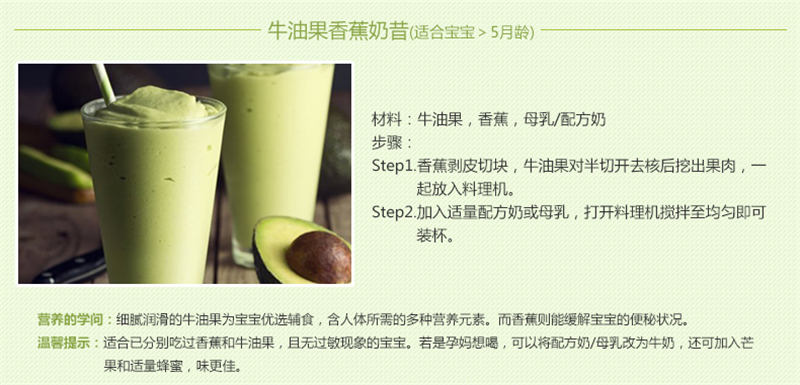 牛油果香蕉奶昔(适合宝宝＞5月龄)
材料：牛油果，香蕉，母乳/配方奶
步骤：
Step1.香蕉剥皮切块，牛油果对半切开去核后挖出果肉，一
起放入料理机。
Step2.加入适量配方奶或母乳，打开料理机搅拌至均匀即可
装杯。
营养的学问：细腻润滑的牛油果为宝宝优选辅食，含人体所需的多种营养元素。而香蕉则能缓解宝宝的便秘状况。
温馨提示：适合已分别吃过香蕉和牛油果，且无过敏现象的宝宝。若是孕妈想喝，可以将配方奶/母乳改为牛奶，还可加入芒
果和适量蜂蜜，味更佳。